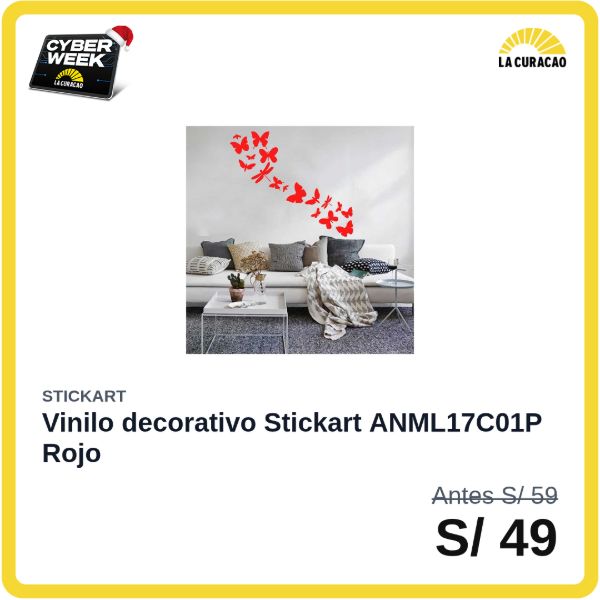 CYBER
WEEK
LA CURACAO
LA CURACAO
STICKART
Vinilo decorativo Stickart ANML17C01P
Rojo
Antes S/ 59
S/ 49